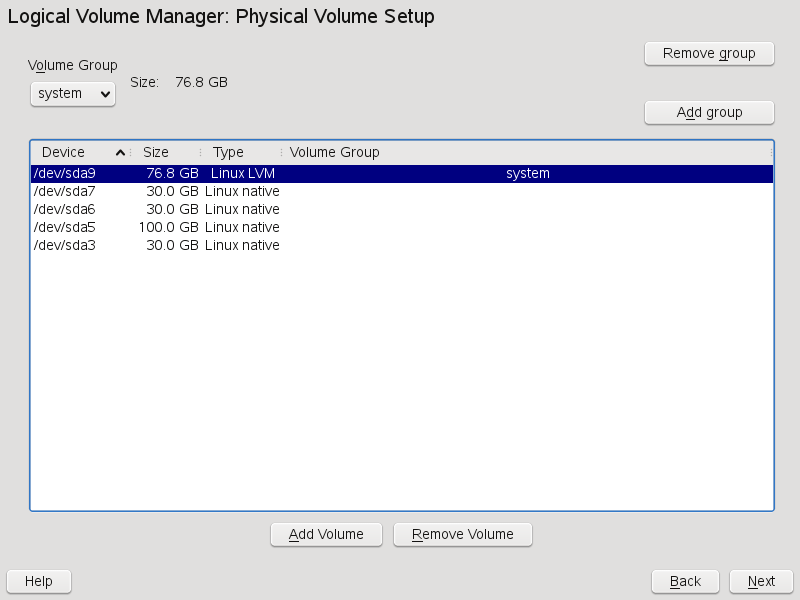 Logical Volume Manager: Physical Volume Setup
Volume Group
system
Size: 76.8 GB
Remove group
Add group
Device Size Type Volume Group
/dev/sda9 76.8 GB Linux LVM system
/dev/sda7 30.0 GB Linux native
/dev/sda6 30.0 GB Linux native
/dev/sda5 100.0 GB Linux native
/dev/sda3 30.0 GB Linux native
Add Volume Remove Volume
Help Back Next